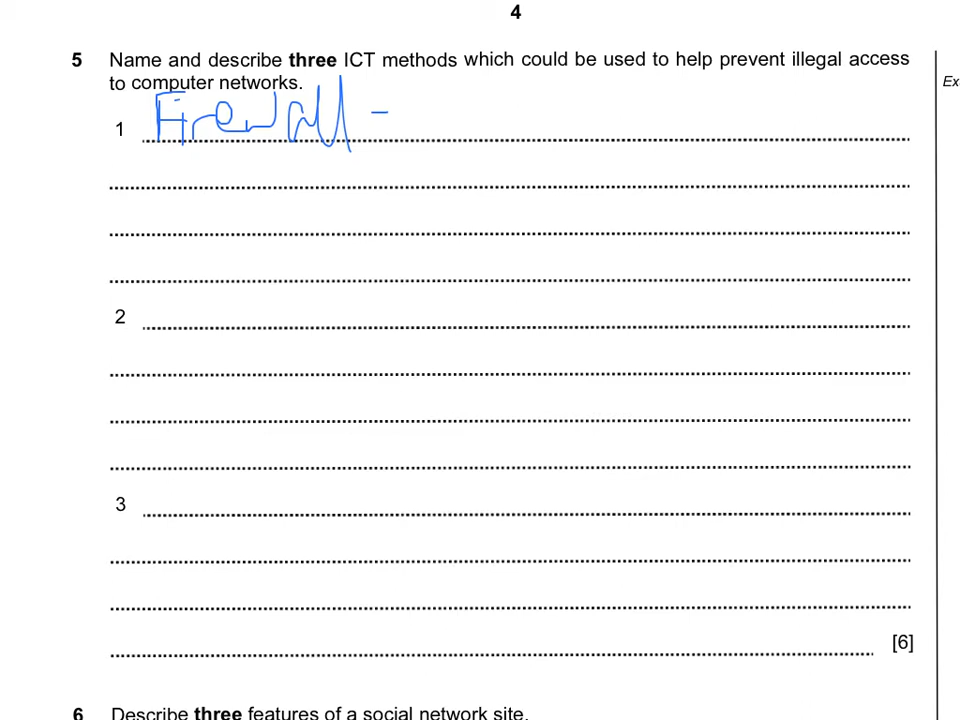 4
5 Name and describe three ICT methods which could be used to help prevent illegal access
to computer networks.
Ex
1 Firewall -
2
3
[6]
6 Describe three features of a social network site.